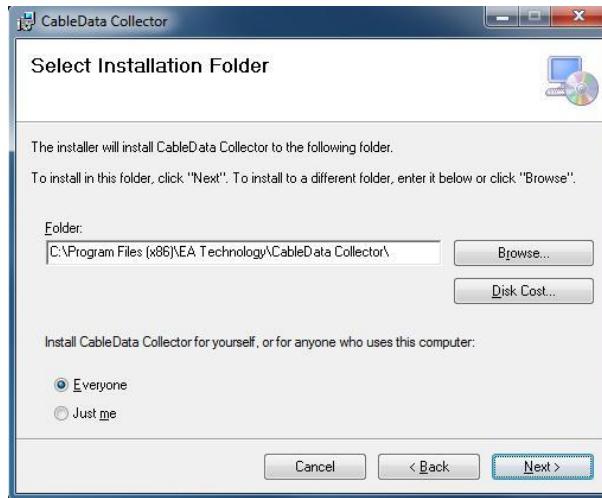 CableData Collector
Select Installation Folder
The installer will install CableData Collector to the following folder.
To install in this folder, click "Next". To install to a different folder, enter it below or click "Browse".
Folder:
C:\Program Files (x86)\EA Technology\CableData Collector\
Browse...
Disk Cost...
Install CableData Collector for yourself, or for anyone who uses this computer:
Everyone
Just me
Cancel
< Back
Next >